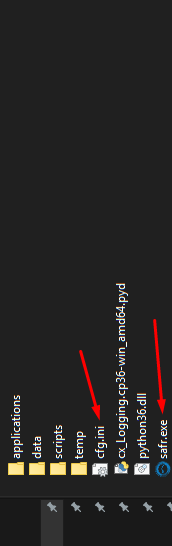 applications
data
scripts
temp
cfg.ini
cx_Logging.cp36-win_amd64.pyd
python36.dll
safr.exe